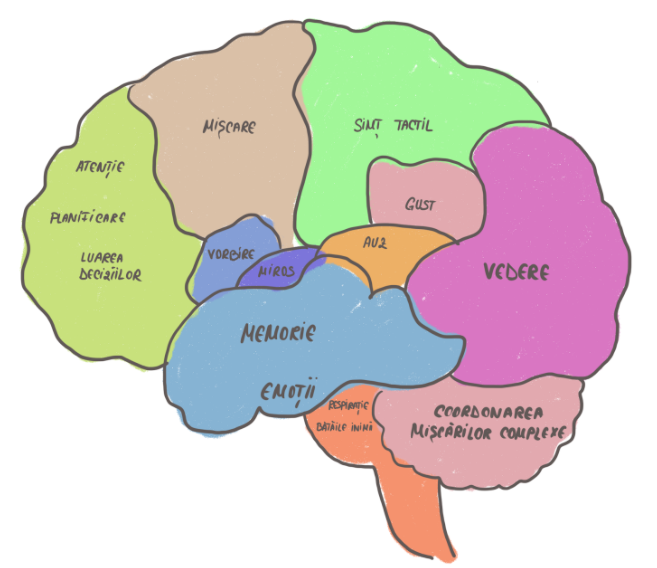 MIȘCARE
SIMȚ TACTIL
ATENȚIE
PLANIFICARE
LUAREA
DECIZIILOR
GUST
AUZ
VORBIRE
MIROS
VEDERE
MEMORIE
EMOȚII
RESPIRAȚIE
BĂTĂILE INIMII
COORDONAREA
MIȘCĂRILOR COMPLEXE